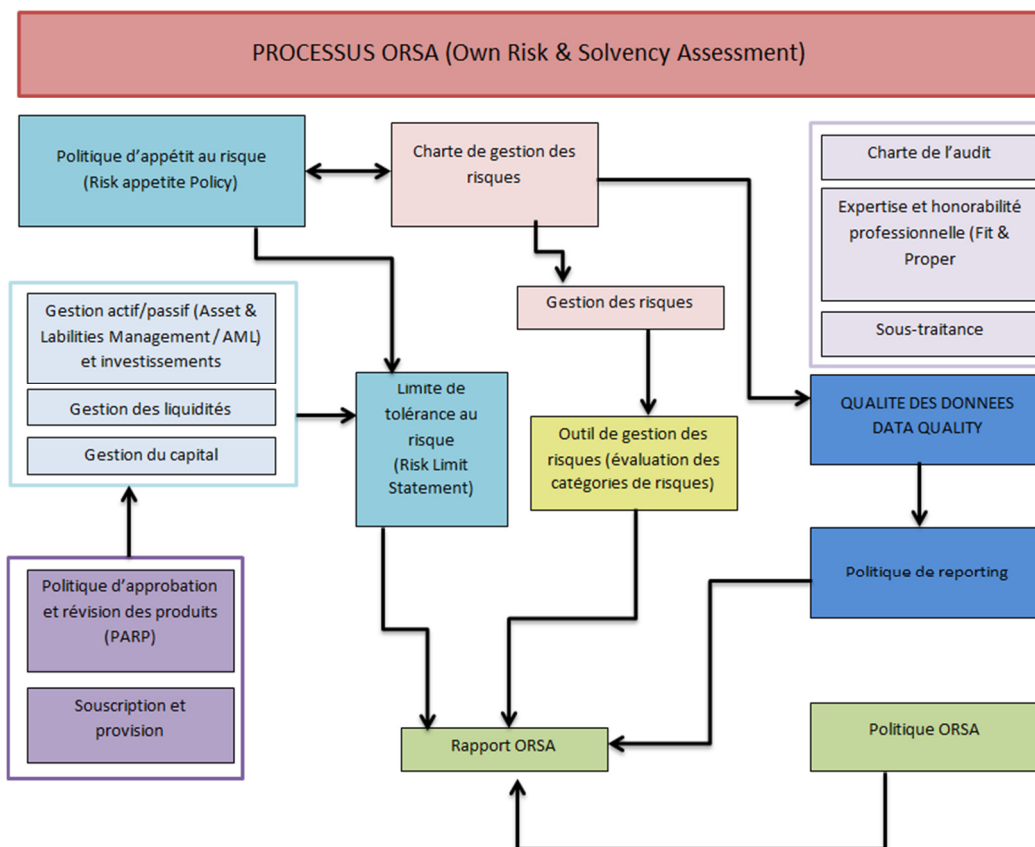 PROCESSUS ORSA (Own Risk & Solvency Assessment)
Politique d'appétit au risque
(Risk appetite Policy)
Charte de gestion des
risques
Charte de l'audit
Expertise et honorabilité
professionnelle (Fit &
Proper
Sous-traitance
Gestion actif/passif (Asset &
Labilities Management / AML)
et investissements
Gestion des liquidités
Gestion du capital
Gestion des risques
Limite de
tolérance au
risque
(Risk Limit
Statement)
Outil de gestion des
risques (évaluation des
catégories de risques)
QUALITE DES DONNEES
DATA QUALITY
Politique d'approbation
et révision des produits
(PARP)
Souscription et
provision
Politique de reporting
Rapport ORSA
Politique ORSA